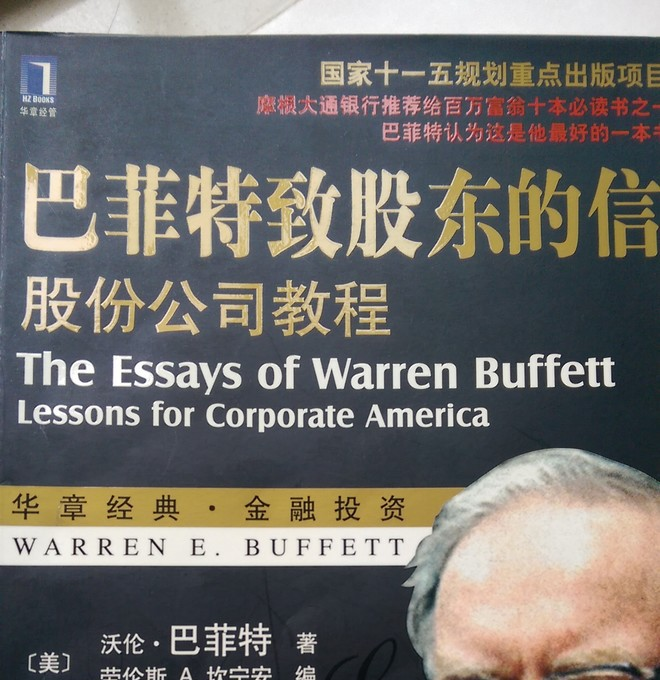 国家十一五规划重点出版项目
HZ BOOKS
华章经管
摩根大通银行推荐给百万富翁十本必读书之一
巴菲特认为这是他最好的一本书
巴菲特致股东的信
股份公司教程
The Essays of Warren Buffett
Lessons for Corporate America
华章经典·金融投资
WARREN E. BUFFETT
〔美〕
沃伦·巴菲特 著
劳伦斯 A. 坎宁安 编